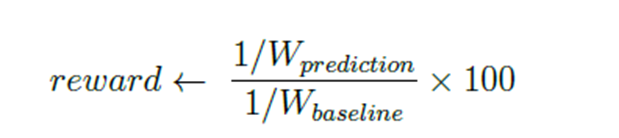 reward ← 1/W_prediction / 1/W_baseline × 100